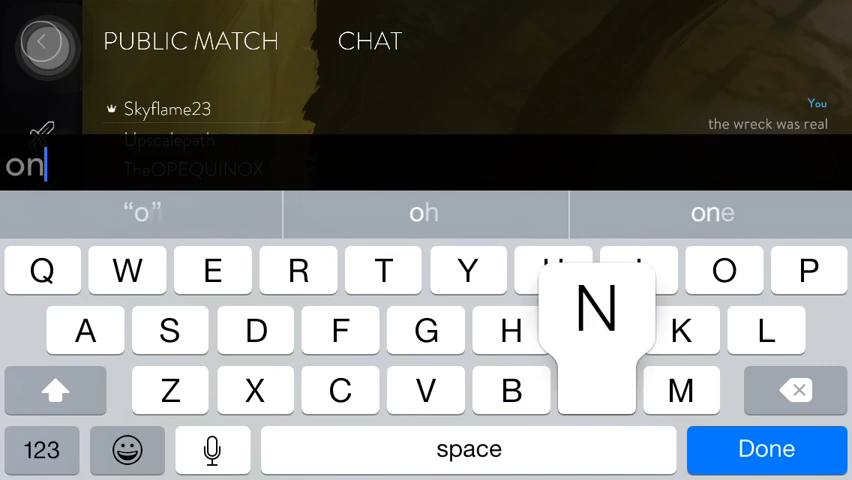 PUBLIC MATCH CHAT
Skyflame23
You
Upscalepath
the wreck was real
TheOPEQUINOX
on
“o” oh one
Q W E R T Y O P
A S D F G H N K L
Z X C V B M
123 space Done